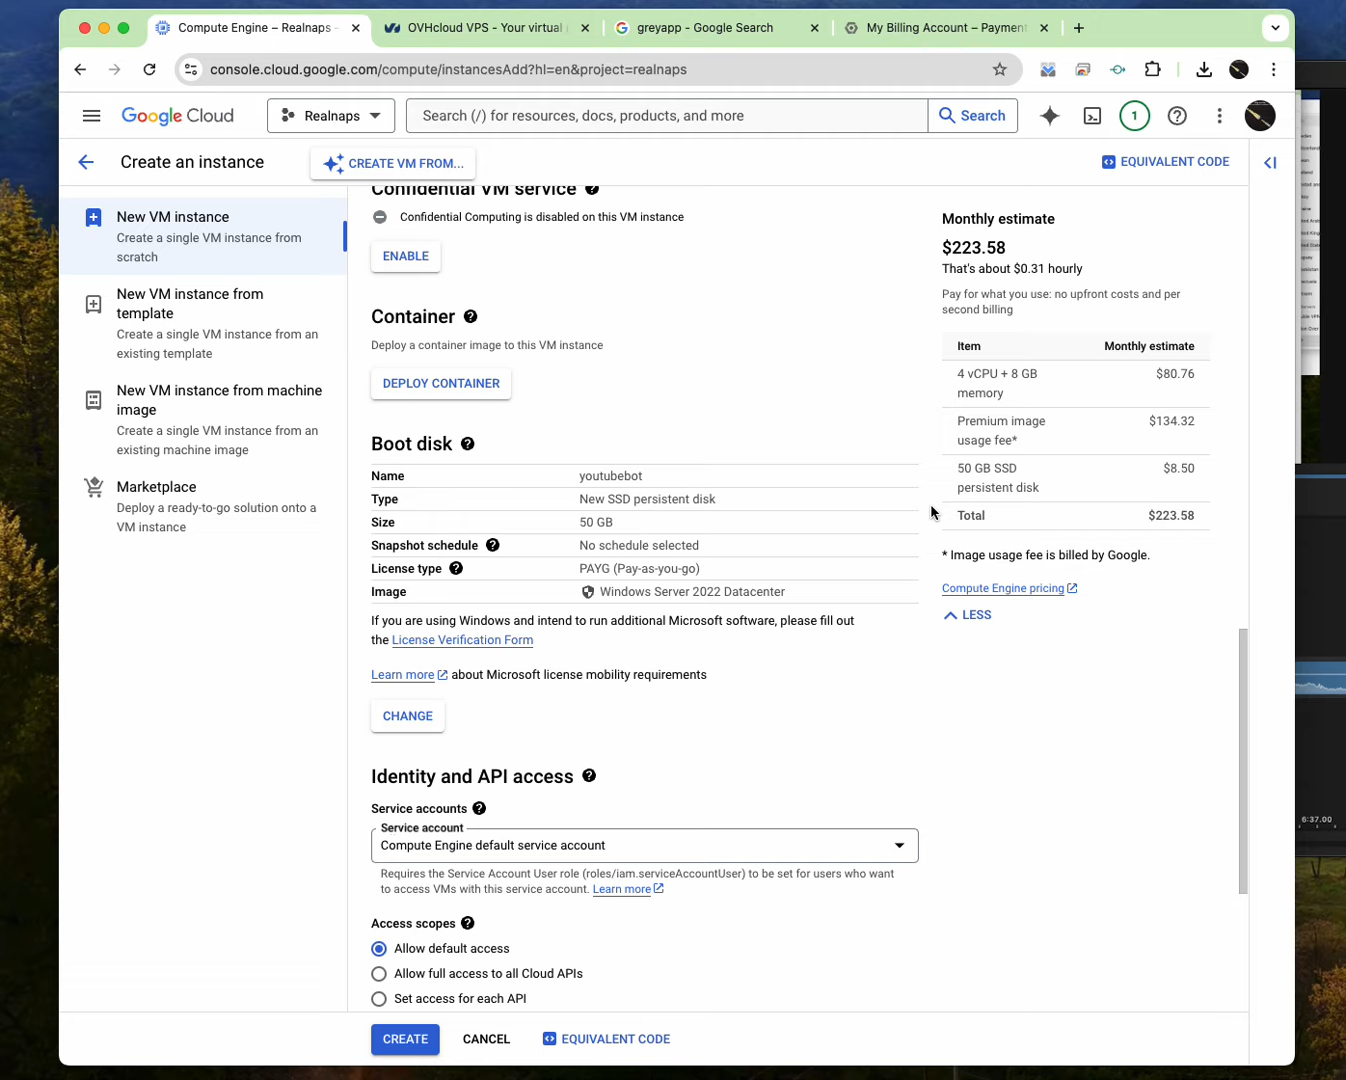 Compute Engine – Realnaps -
OVHcloud VPS - Your virtual
greyapp - Google Search
My Billing Account – Payment
console.cloud.google.com/compute/instancesAdd?hl=en&project=realnaps
Google Cloud
Realnaps
Search (/) for resources, docs, products, and more
Search
1
Create an instance
CREATE VM FROM...
EQUIVALENT CODE
New VM instance
Create a single VM instance from
scratch
New VM instance from
template
Create a single VM instance from an
existing template
New VM instance from machine
image
Create a single VM instance from an
existing machine image
Marketplace
Deploy a ready-to-go solution onto a
VM instance
Confidential VM service
Confidential Computing is disabled on this VM instance
ENABLE
Container
Deploy a container image to this VM instance
DEPLOY CONTAINER
Boot disk
Name youtubebot
Type New SSD persistent disk
Size 50 GB
Snapshot schedule No schedule selected
License type PAYG (Pay-as-you-go)
Image Windows Server 2022 Datacenter
If you are using Windows and intend to run additional Microsoft software, please fill out
the License Verification Form
Learn more about Microsoft license mobility requirements
CHANGE
Identity and API access
Service accounts
Service account
Compute Engine default service account
Requires the Service Account User role (roles/iam.serviceAccountUser) to be set for users who want
to access VMs with this service account. Learn more
Access scopes
Allow default access
Allow full access to all Cloud APIs
Set access for each API
CREATE
CANCEL
EQUIVALENT CODE
Monthly estimate
$223.58
That's about $0.31 hourly
Pay for what you use: no upfront costs and per
second billing
Item Monthly estimate
4 vCPU + 8 GB $80.76
memory
Premium image $134.32
usage fee*
50 GB SSD $8.50
persistent disk
Total $223.58
* Image usage fee is billed by Google.
Compute Engine pricing
LESS
6:37.00